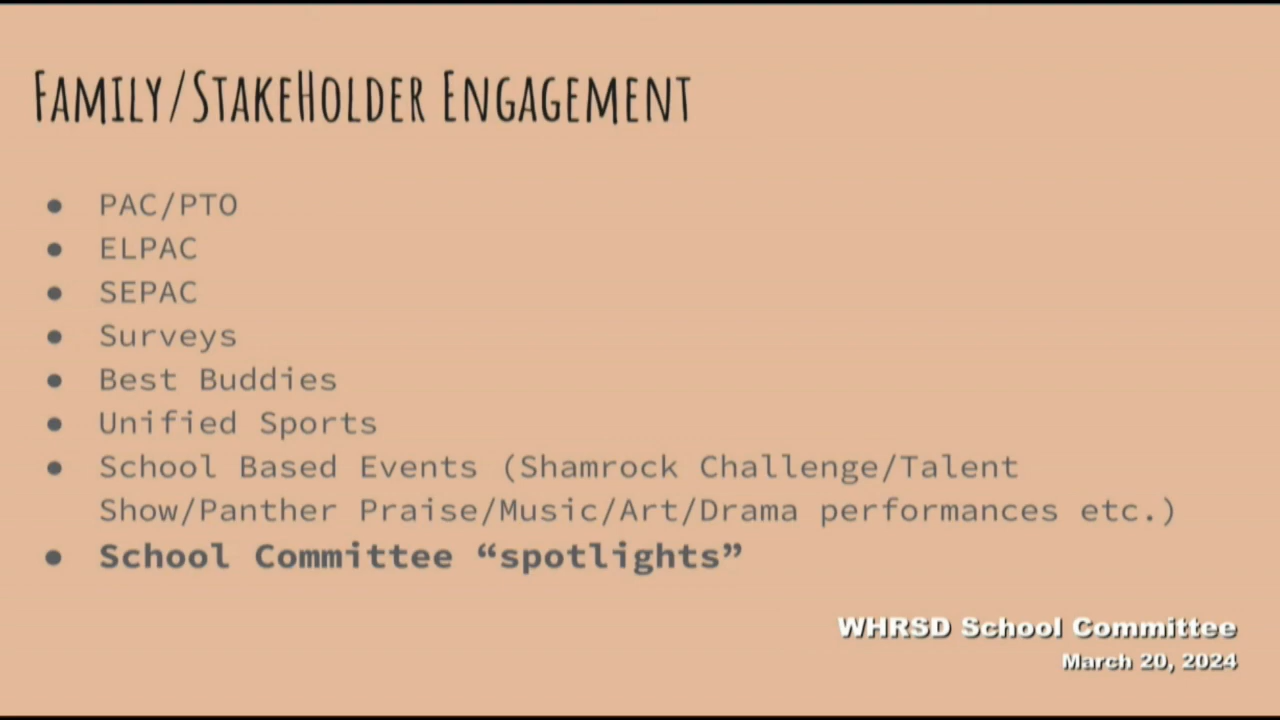 Family/StakeHolder Engagement
● PAC/PTO
● ELPAC
● SEPAC
● Surveys
● Best Buddies
● Unified Sports
● School Based Events (Shamrock Challenge/Talent
Show/Panther Praise/Music/Art/Drama performances etc.)
● School Committee “spotlights”
WHRSD School Committee
March 20, 2024